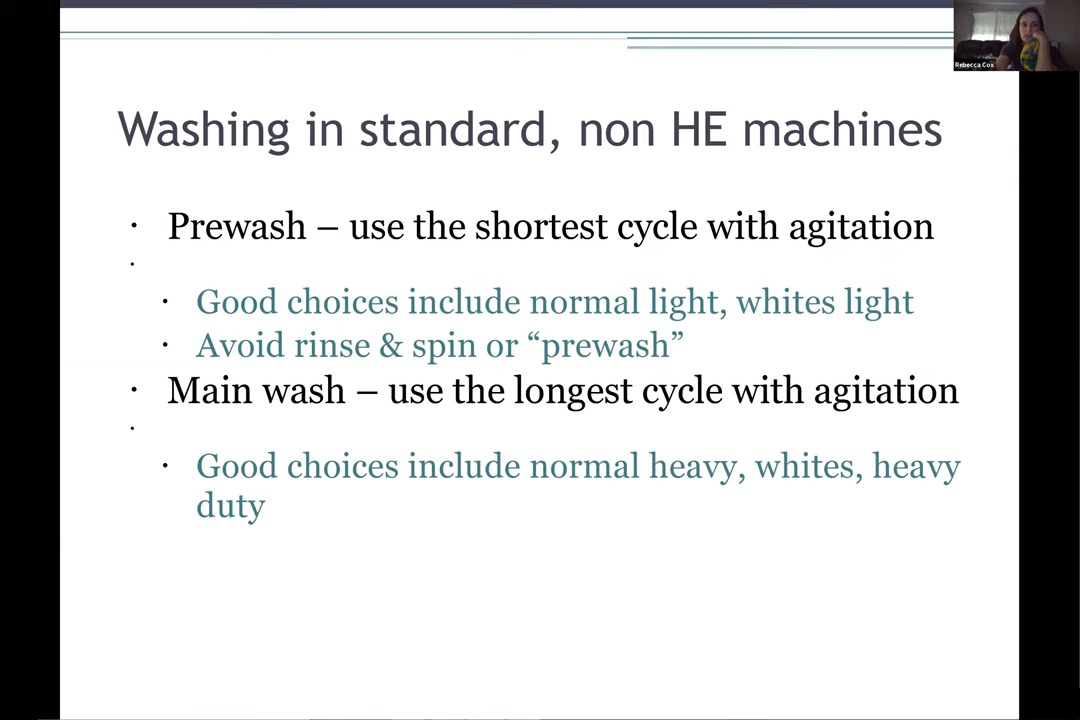 Rebecca Cox
Washing in standard, non HE machines
• Prewash – use the shortest cycle with agitation
•
• Good choices include normal light, whites light
• Avoid rinse & spin or “prewash”
• Main wash – use the longest cycle with agitation
•
• Good choices include normal heavy, whites, heavy
duty